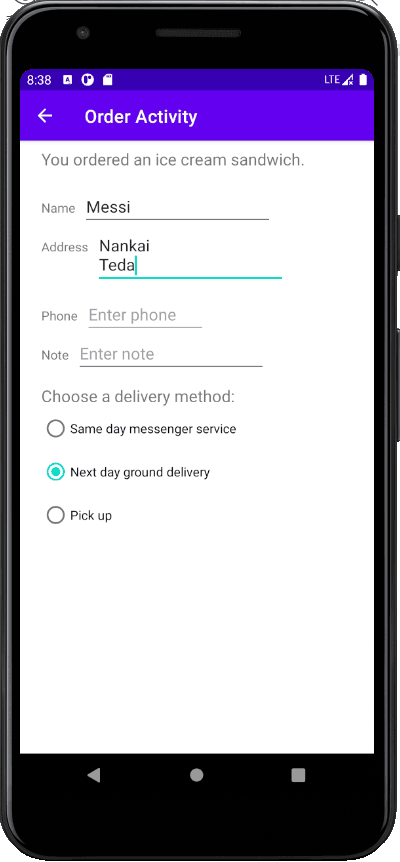 8:38
LTE
Order Activity
You ordered an ice cream sandwich.
Name Messi
Address Nankai
Teda
Phone Enter phone
Note Enter note
Choose a delivery method:
Same day messenger service
Next day ground delivery
Pick up